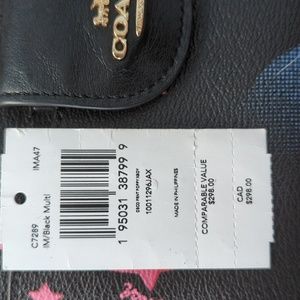 COACH
C7289
IMA47
IM/Black Multi
1 95031 38799 9
10011296JAX
MADE IN PHILIPPINES
COMPARABLE VALUE
$298.00
CAD
$298.00